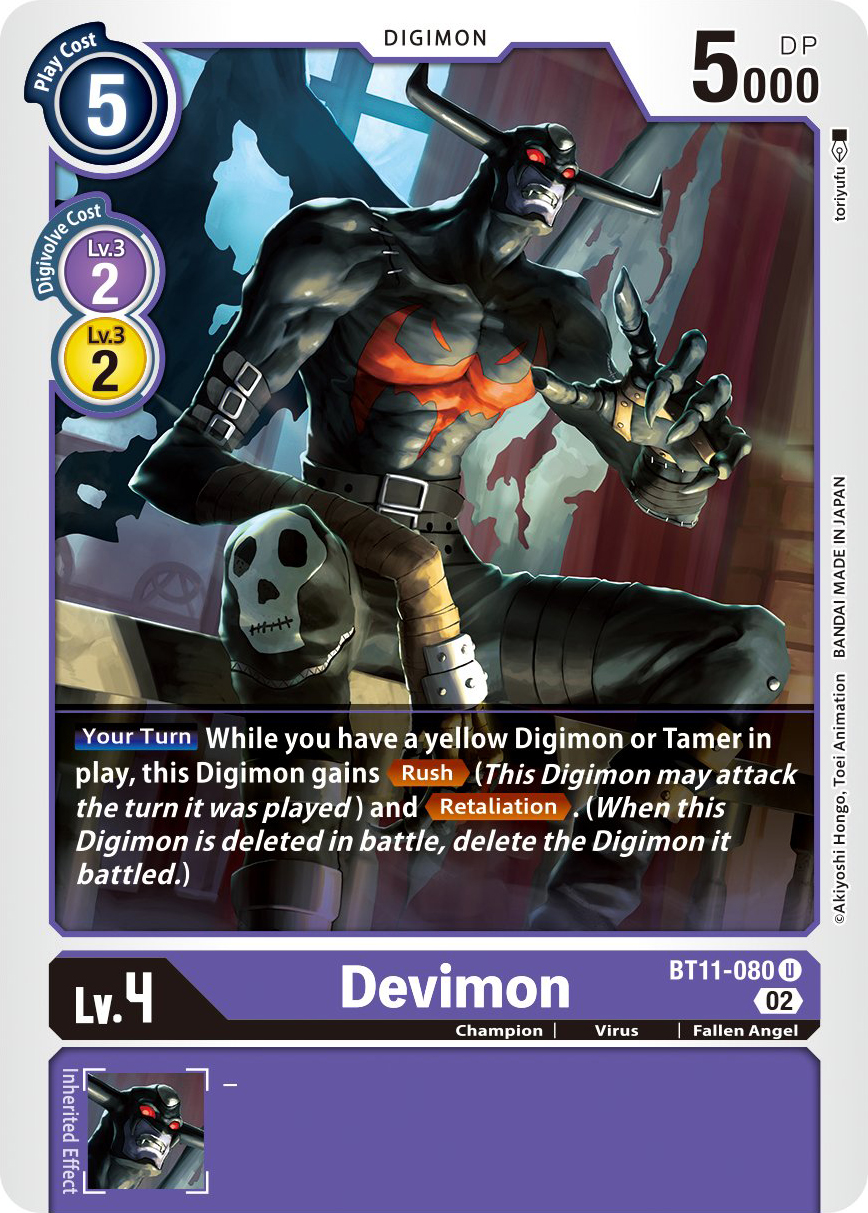 DIGIMON
Play Cost
5
DP
5000
Digivolve Cost
Lv.3
2
Lv.3
2
toriyufu
©Akiyoshi Hongo, Toei Animation BANDAI MADE IN JAPAN
Your Turn While you have a yellow Digimon or Tamer in
play, this Digimon gains Rush (This Digimon may attack
the turn it was played) and Retaliation. (When this
Digimon is deleted in battle, delete the Digimon it
battled.)
Lv.4
Devimon
BT11-080 U
02
Champion | Virus | Fallen Angel
Inherited Effect
–